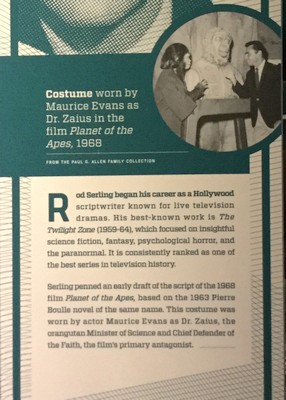 Costume worn by
Maurice Evans as
Dr. Zaius in the
film Planet of the
Apes, 1968
FROM THE PAUL G. ALLEN FAMILY COLLECTION
Rod Serling began his career as a Hollywood
scriptwriter known for live television
dramas. His best-known work is The
Twilight Zone (1959-64), which focused on insightful
science fiction, fantasy, psychological horror, and
the paranormal. It is consistently ranked as one of
the best series in television history.
Serling penned an early draft of the script of the 1968
film Planet of the Apes, based on the 1963 Pierre
Boulle novel of the same name. This costume was
worn by actor Maurice Evans as Dr. Zaius, the
orangutan Minister of Science and Chief Defender of
the Faith, the film's primary antagonist.